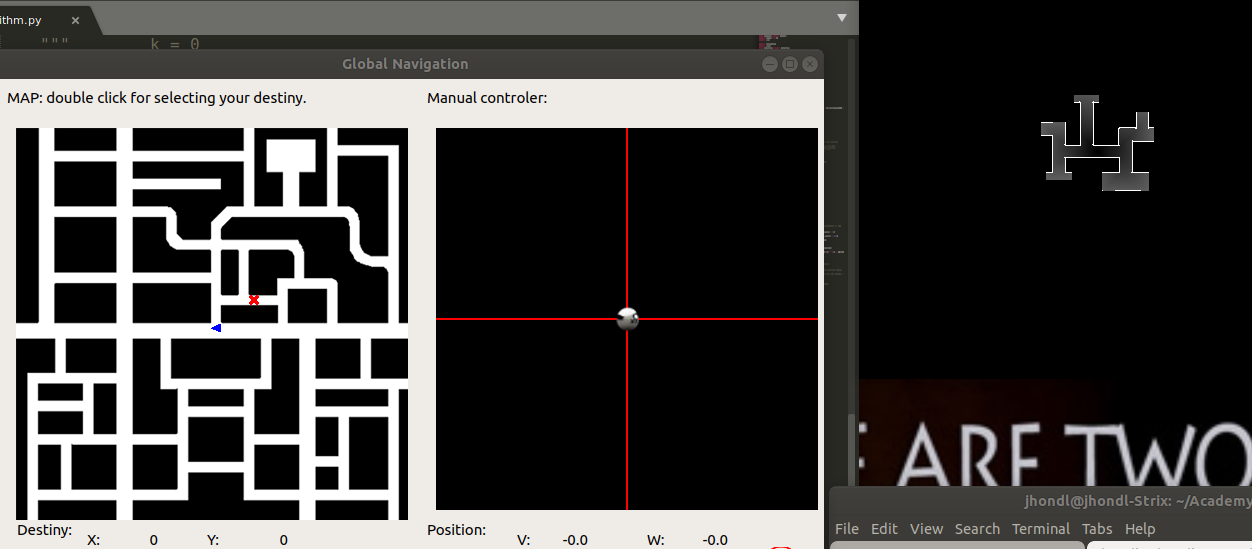 ithm.py ×
""" k = 0
Global Navigation
MAP: double click for selecting your destiny.
Manual controler:
ARE TWO
jhondl@jhondl-Strix: ~/Academy
File Edit View Search Terminal Tabs Help
Destiny: X: 0 Y: 0
Position: V: -0.0 W: -0.0